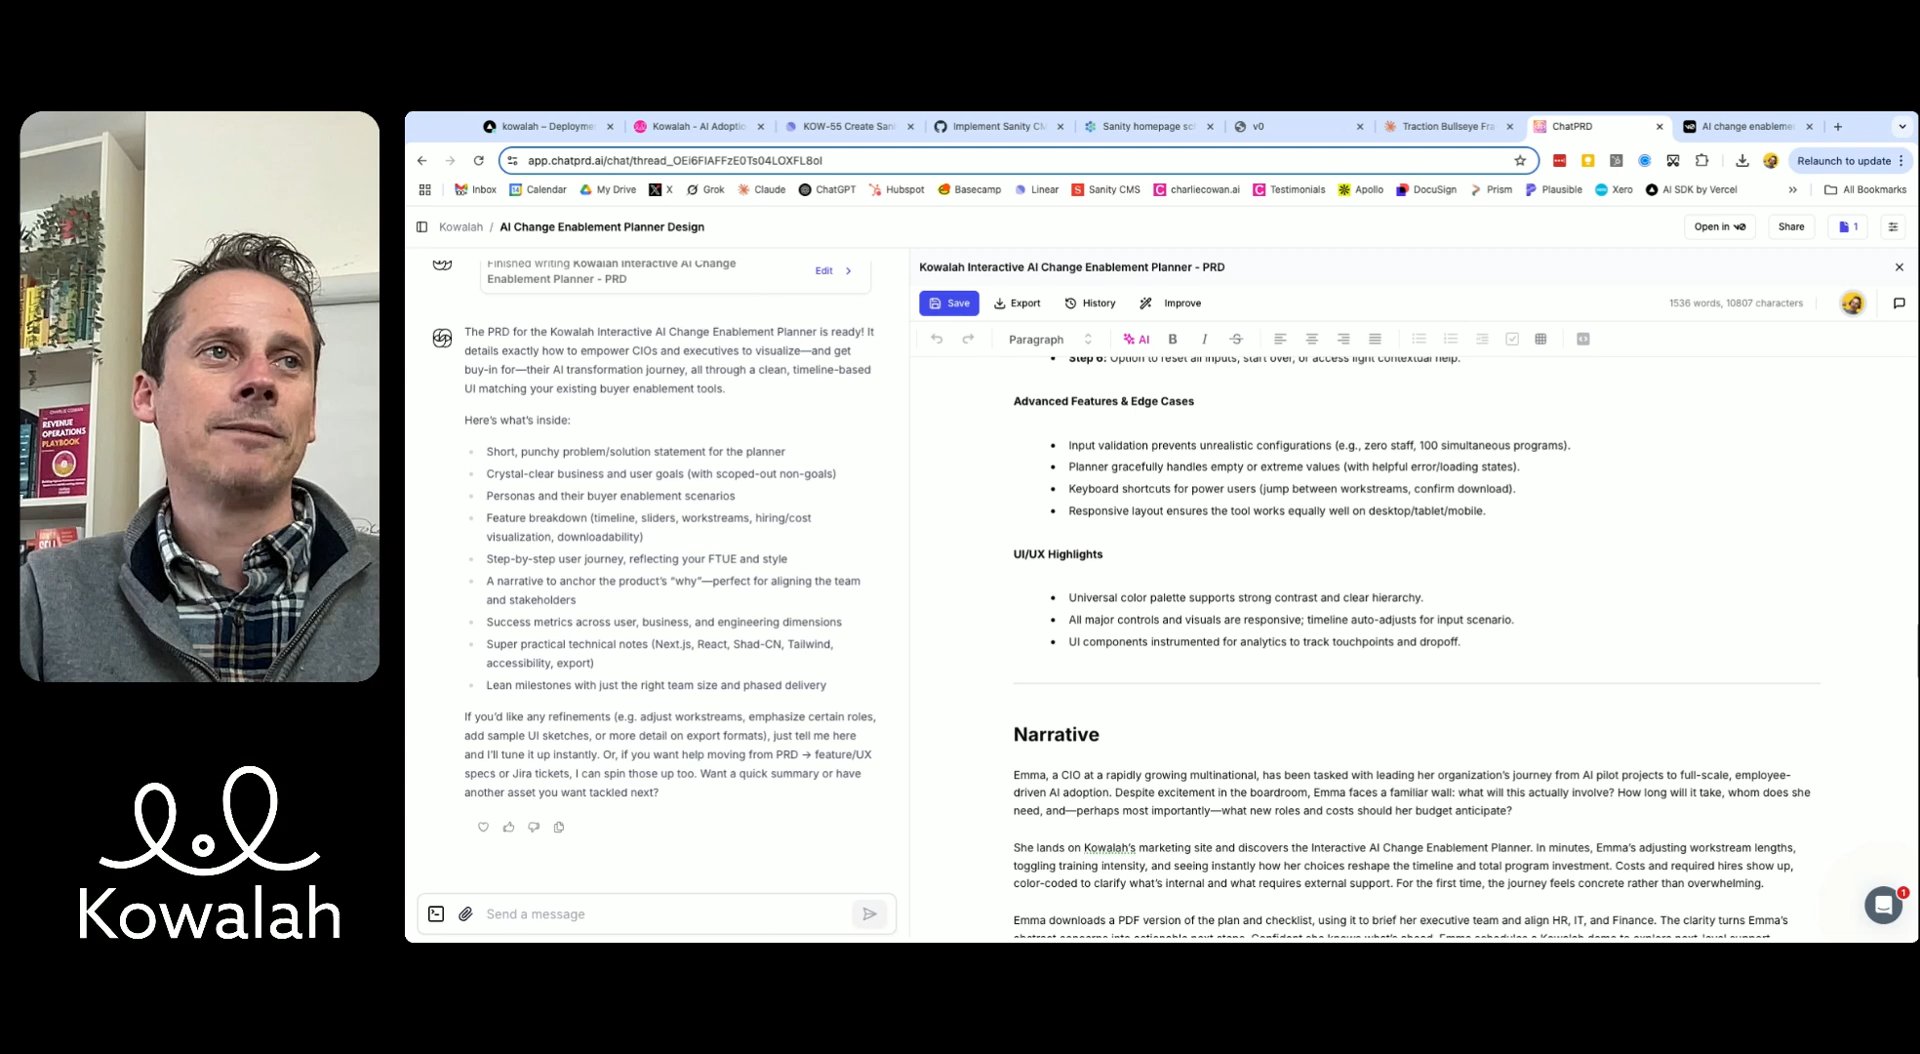 kowalah – Deployme
Kowalah - AI Adoptio
KOW-55 Create San
Implement Sanity C
Sanity homepage sc
v0
Traction Bullseye Fra
ChatPRD
AI change enableme
app.chatprd.ai/chat/thread_OEi6FIAFFzE0Ts04LOXFL8oI
Relaunch to update
Inbox
Calendar
My Drive
X
Grok
Claude
ChatGPT
Hubspot
Basecamp
Linear
Sanity CMS
charliecowan.ai
Testimonials
Apollo
DocuSign
Prism
Plausible
Xero
AI SDK by Vercel
All Bookmarks
Kowalah / AI Change Enablement Planner Design
Open in v0
Share
1
Finished writing Kowalah Interactive AI Change
Enablement Planner - PRD
Edit
The PRD for the Kowalah Interactive AI Change Enablement Planner is ready! It
details exactly how to empower CIOs and executives to visualize—and get
buy-in for—their AI transformation journey, all through a clean, timeline-based
UI matching your existing buyer enablement tools.
Here's what's inside:
Short, punchy problem/solution statement for the planner
Crystal-clear business and user goals (with scoped-out non-goals)
Personas and their buyer enablement scenarios
Feature breakdown (timeline, sliders, workstreams, hiring/cost
visualization, downloadability)
Step-by-step user journey, reflecting your FTUE and style
A narrative to anchor the product's "why"—perfect for aligning the team
and stakeholders
Success metrics across user, business, and engineering dimensions
Super practical technical notes (Next.js, React, Shad-CN, Tailwind,
accessibility, export)
Lean milestones with just the right team size and phased delivery
If you'd like any refinements (e.g. adjust workstreams, emphasize certain roles,
add sample UI sketches, or more detail on export formats), just tell me here
and I'll tune it up instantly. Or, if you want help moving from PRD → feature/UX
specs or Jira tickets, I can spin those up too. Want a quick summary or have
another asset you want tackled next?
Send a message
Kowalah Interactive AI Change Enablement Planner - PRD
Save
Export
History
Improve
1536 words, 10807 characters
Paragraph
AI
B
I
S
Step 6: Option to reset all inputs, start over, or access light contextual help.
Advanced Features & Edge Cases
Input validation prevents unrealistic configurations (e.g., zero staff, 100 simultaneous programs).
Planner gracefully handles empty or extreme values (with helpful error/loading states).
Keyboard shortcuts for power users (jump between workstreams, confirm download).
Responsive layout ensures the tool works equally well on desktop/tablet/mobile.
UI/UX Highlights
Universal color palette supports strong contrast and clear hierarchy.
All major controls and visuals are responsive; timeline auto-adjusts for input scenario.
UI components instrumented for analytics to track touchpoints and dropoff.
Narrative
Emma, a CIO at a rapidly growing multinational, has been tasked with leading her organization's journey from AI pilot projects to full-scale, employee-
driven AI adoption. Despite excitement in the boardroom, Emma faces a familiar wall: what will this actually involve? How long will it take, whom does she
need, and—perhaps most importantly—what new roles and costs should her budget anticipate?
She lands on Kowalah's marketing site and discovers the Interactive AI Change Enablement Planner. In minutes, Emma's adjusting workstream lengths,
toggling training intensity, and seeing instantly how her choices reshape the timeline and total program investment. Costs and required hires show up,
color-coded to clarify what's internal and what requires external support. For the first time, the journey feels concrete rather than overwhelming.
Emma downloads a PDF version of the plan and checklist, using it to brief her executive team and align HR, IT, and Finance. The clarity turns Emma's
1
CHARLIE COWAN
REVENUE
OPERATIONS
PLAYBOOK
Kowalah